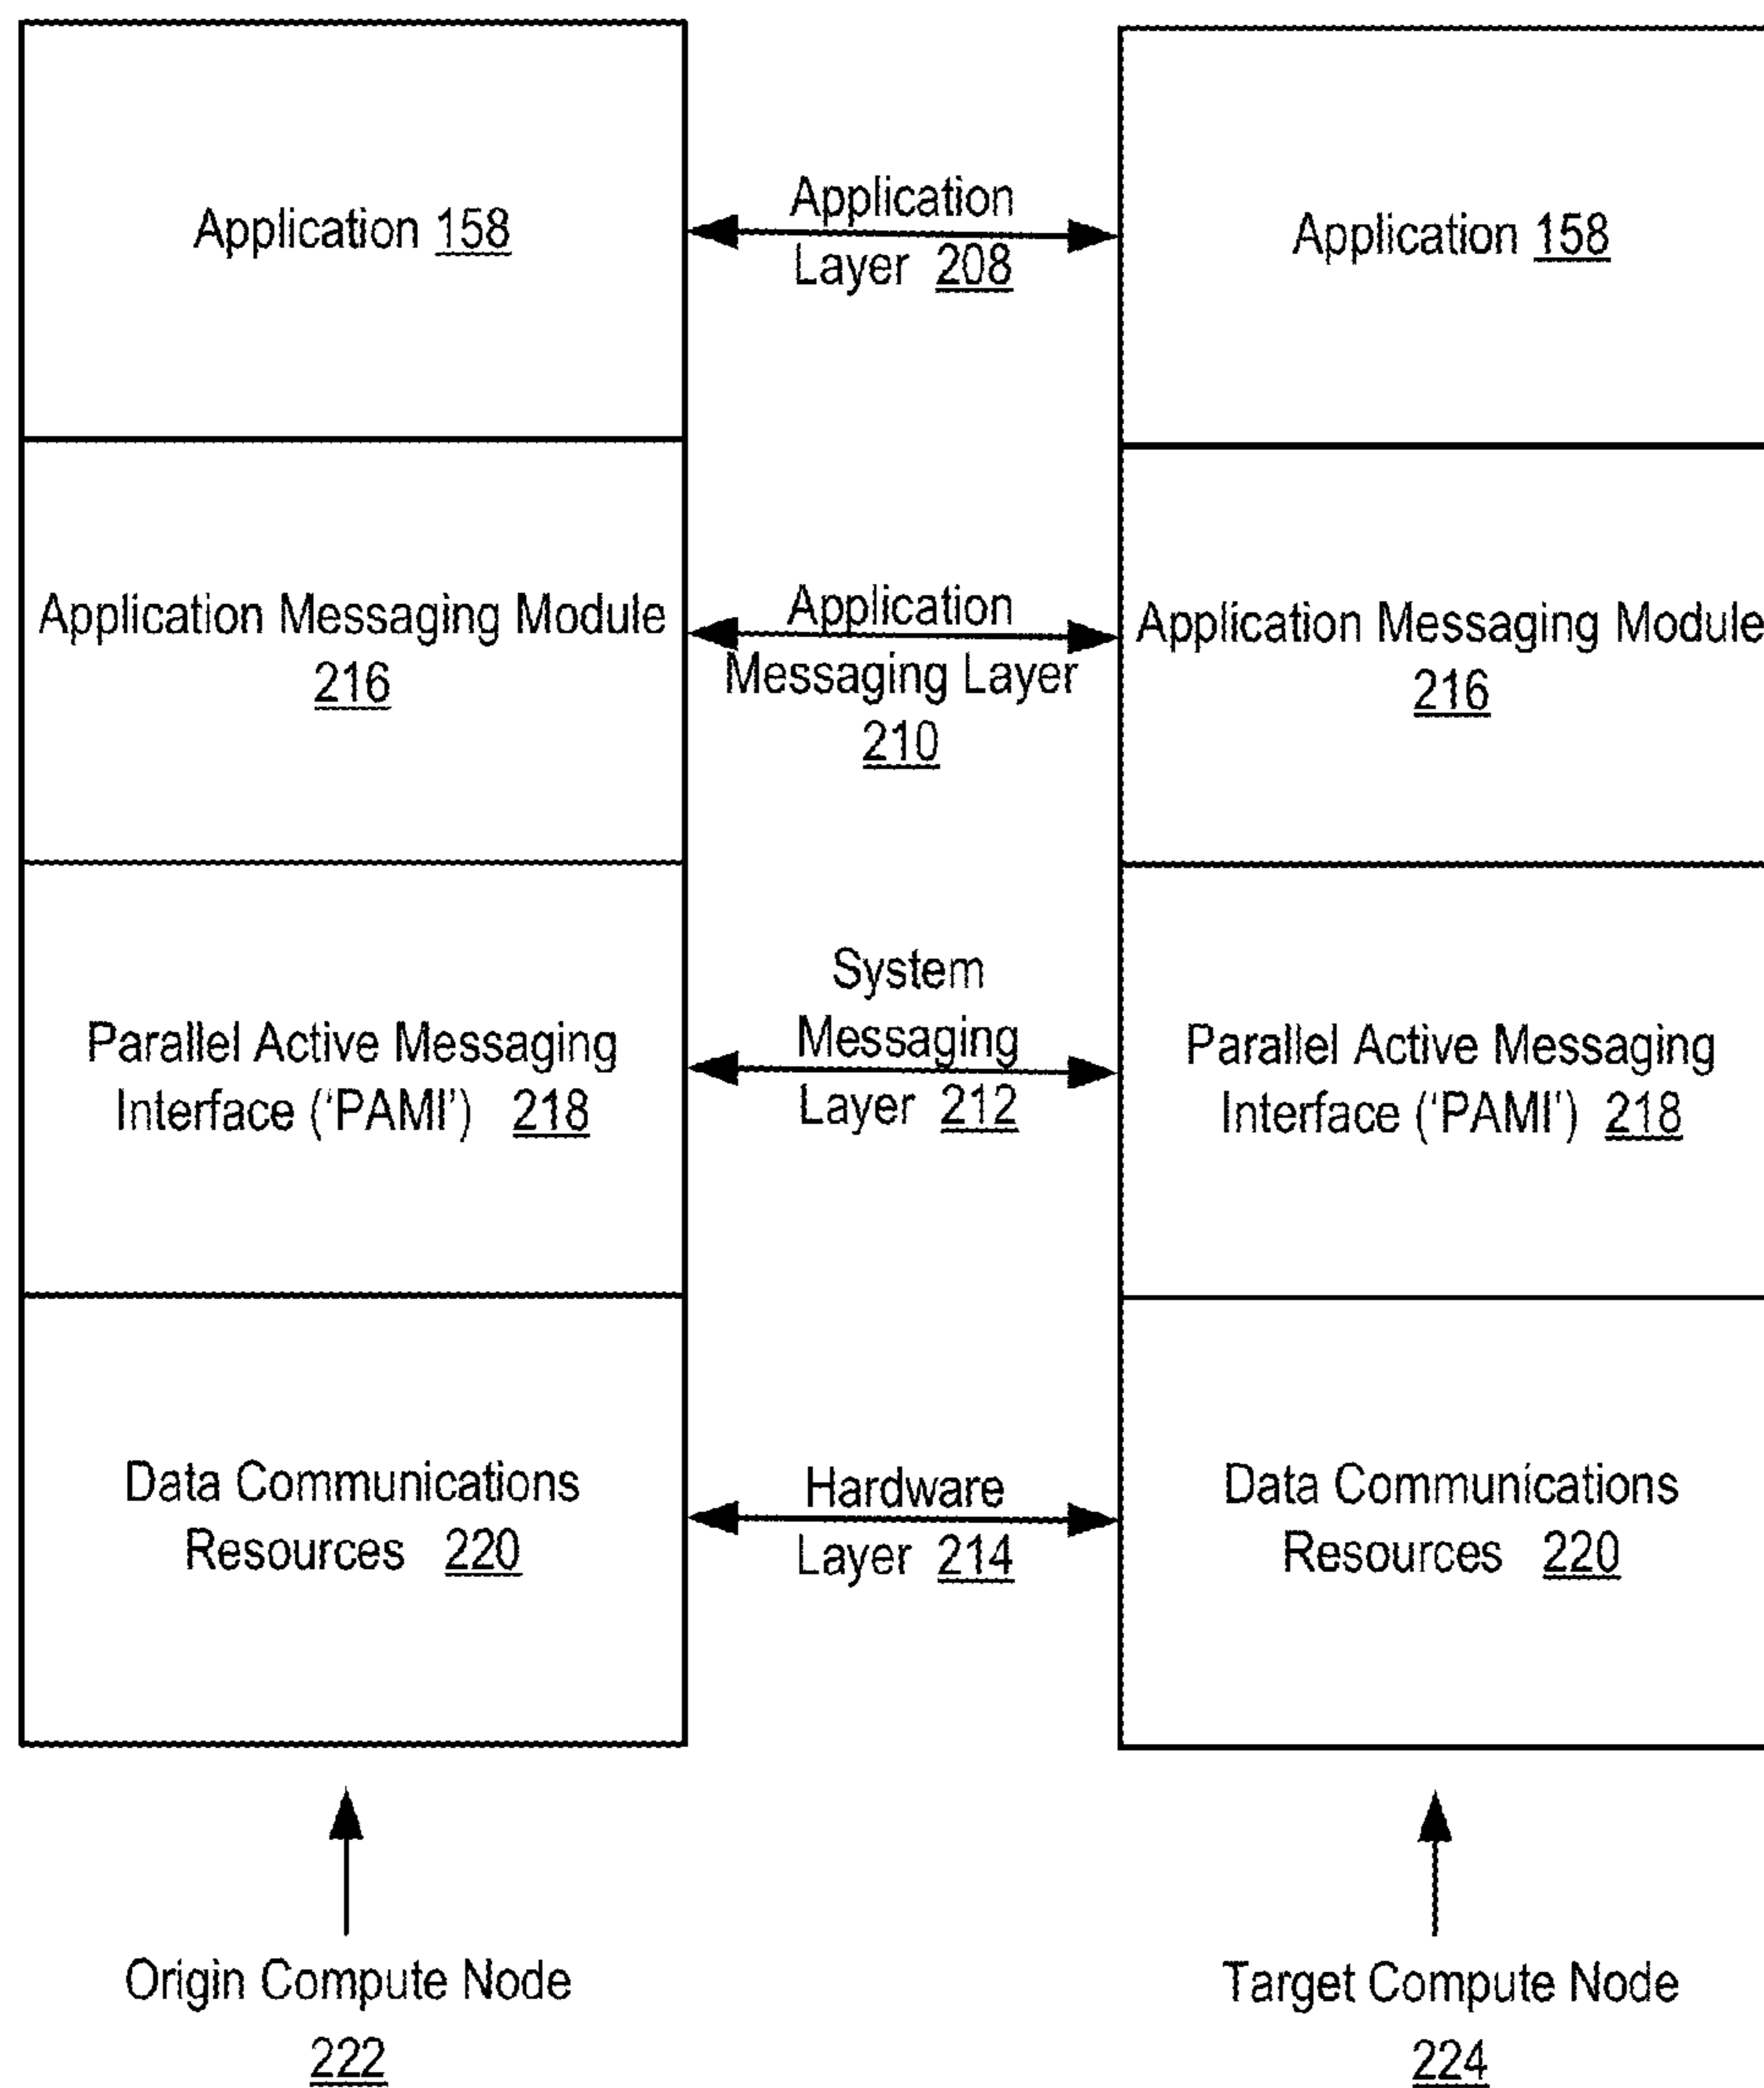 Application 158
Application
Layer 208
Application 158
Application Messaging Module
216
Application
Messaging Layer
210
Application Messaging Module
216
Parallel Active Messaging
Interface (‘PAMI’) 218
System
Messaging
Layer 212
Parallel Active Messaging
Interface (‘PAMI’) 218
Data Communications
Resources 220
Hardware
Layer 214
Data Communications
Resources 220
Origin Compute Node
222
Target Compute Node
224